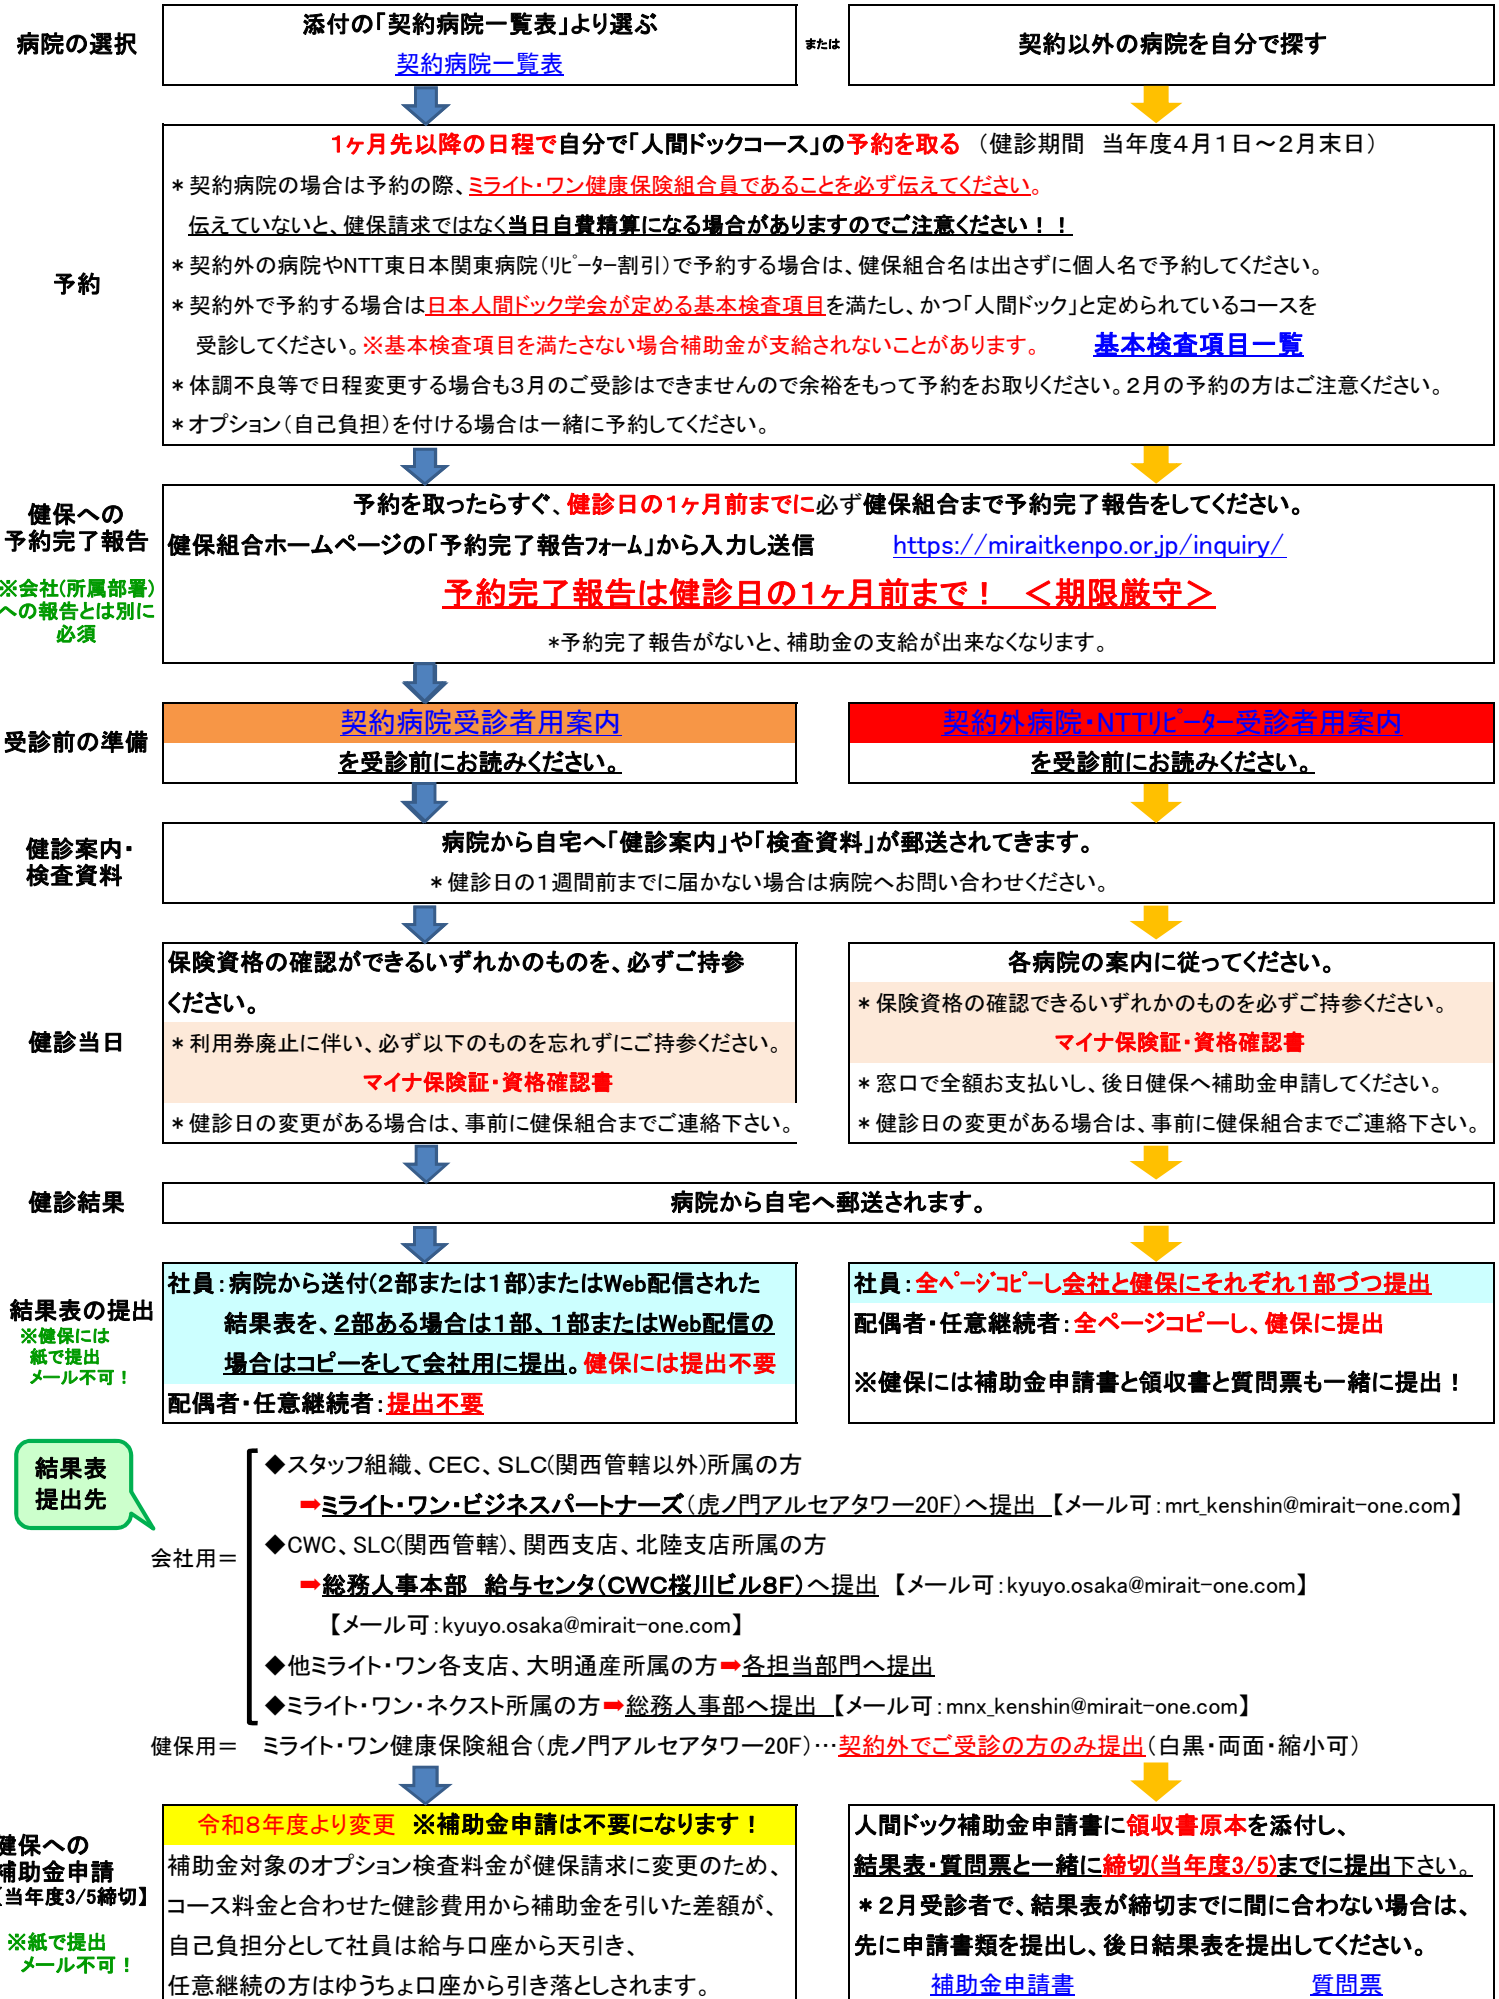 病院の選択
添付の「契約病院一覧表」より選ぶ
契約病院一覧表
または
契約以外の病院を自分で探す
予約
1ヶ月先以降の日程で自分で「人間ドックコース」の予約を取る （健診期間　当年度4月1日～2月末日）
＊契約病院の場合は予約の際、ミライト・ワン健康保険組合員であることを必ず伝えてください。
伝えていないと、健保請求ではなく当日自費精算になる場合がありますのでご注意ください！！
＊契約外の病院やNTT東日本関東病院（ﾘﾋﾟｰﾀｰ割引）で予約する場合は、健保組合名は出さずに個人名で予約してください。
＊契約外で予約する場合は日本人間ドック学会が定める基本検査項目を満たし、かつ「人間ドック」と定められているコースを
受診してください。※基本検査項目を満たさない場合補助金が支給されないことがあります。　基本検査項目一覧
＊体調不良等で日程変更する場合も3月のご受診はできませんので余裕をもって予約をお取りください。2月の予約の方はご注意ください。
＊オプション（自己負担）を付ける場合は一緒に予約してください。
健保への
予約完了報告
※会社(所属部署)
への報告とは別に
必須
予約を取ったらすぐ、健診日の1ヶ月前までに必ず健保組合まで予約完了報告をしてください。
健保組合ホームページの「予約完了報告ﾌｫｰﾑ」から入力し送信　https://miraitkenpo.or.jp/inquiry/
予約完了報告は健診日の1ヶ月前まで！　＜期限厳守＞
*予約完了報告がないと、補助金の支給が出来なくなります。
受診前の準備
契約病院受診者用案内
を受診前にお読みください。
契約外病院・NTTﾘﾋﾟｰﾀｰ受診者用案内
を受診前にお読みください。
健診案内・
検査資料
病院から自宅へ「健診案内」や「検査資料」が郵送されてきます。
＊健診日の1週間前までに届かない場合は病院へお問い合わせください。
健診当日
保険資格の確認ができるいずれかのものを、必ずご持参
ください。
＊利用券廃止に伴い、必ず以下のものを忘れずにご持参ください。
マイナ保険証・資格確認書
＊健診日の変更がある場合は、事前に健保組合までご連絡下さい。
各病院の案内に従ってください。
＊保険資格の確認できるいずれかのものを必ずご持参ください。
マイナ保険証・資格確認書
＊窓口で全額お支払いし、後日健保へ補助金申請してください。
＊健診日の変更がある場合は、事前に健保組合までご連絡下さい。
健診結果
病院から自宅へ郵送されます。
結果表の提出
※健保には
紙で提出
メール不可！
社員：病院から送付(2部または1部)またはWeb配信された
結果表を、2部ある場合は1部、1部またはWeb配信の
場合はコピーをして会社用に提出。健保には提出不要
配偶者・任意継続者：提出不要
社員：全ﾍﾟｰｼﾞｺﾋﾟｰし会社と健保にそれぞれ1部づつ提出
配偶者・任意継続者：全ページコピーし、健保に提出
※健保には補助金申請書と領収書と質問票も一緒に提出！
結果表
提出先
会社用＝
◆スタッフ組織、CEC、SLC(関西管轄以外)所属の方
➡ミライト・ワン・ビジネスパートナーズ（虎ノ門アルセアタワー20F）へ提出　【メール可：mrt_kenshin@mirait-one.com】
◆CWC、SLC(関西管轄)、関西支店、北陸支店所属の方
➡総務人事本部　給与センタ(CWC桜川ビル8F)へ提出　【メール可：kyuyo.osaka@mirait-one.com】
【メール可：kyuyo.osaka@mirait-one.com】
◆他ミライト・ワン各支店、大明通産所属の方➡各担当部門へ提出
◆ミライト・ワン・ネクスト所属の方➡総務人事部へ提出　【メール可：mnx_kenshin@mirait-one.com】
健保用＝　ミライト・ワン健康保険組合（虎ノ門アルセアタワー20F）…契約外でご受診の方のみ提出（白黒・両面・縮小可）
健保への
補助金申請
【当年度3/5締切】
※紙で提出
メール不可！
令和8年度より変更　※補助金申請は不要になります！
補助金対象のオプション検査料金が健保請求に変更のため、
コース料金と合わせた健診費用から補助金を引いた差額が、
自己負担分として社員は給与口座から天引き、
任意継続の方はゆうちょ口座から引き落としされます。
人間ドック補助金申請書に領収書原本を添付し、
結果表・質問票と一緒に締切(当年度3/5)までに提出下さい。
＊2月受診者で、結果表が締切までに間に合わない場合は、
先に申請書類を提出し、後日結果表を提出してください。
補助金申請書　質問票